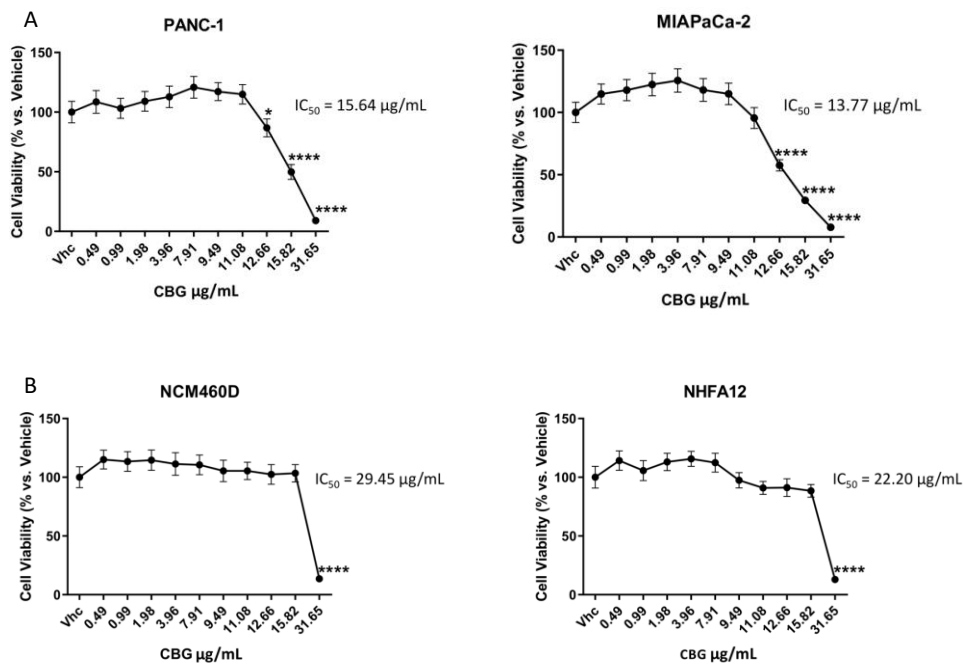 A
PANC-1
Cell Viability (% vs. Vehicle)
150
100
50
0
*
****
****
IC50 = 15.64 µg/mL
Vhc 0.49 0.99 1.98 3.96 7.91 9.49 11.08 12.66 15.82 31.65
CBG µg/mL
MIAPaCa-2
Cell Viability (% vs. Vehicle)
150
100
50
0
****
****
****
IC50 = 13.77 µg/mL
Vhc 0.49 0.99 1.98 3.96 7.91 9.49 11.08 12.66 15.82 31.65
CBG µg/mL
B
NCM460D
Cell Viability (% vs. Vehicle)
150
100
50
0
****
IC50 = 29.45 µg/mL
Vhc 0.49 0.99 1.98 3.96 7.91 9.49 11.08 12.66 15.82 31.65
CBG µg/mL
NHFA12
Cell Viability (% vs. Vehicle)
150
100
50
0
****
IC50 = 22.20 µg/mL
Vhc 0.49 0.99 1.98 3.96 7.91 9.49 11.08 12.66 15.82 31.65
CBG µg/mL